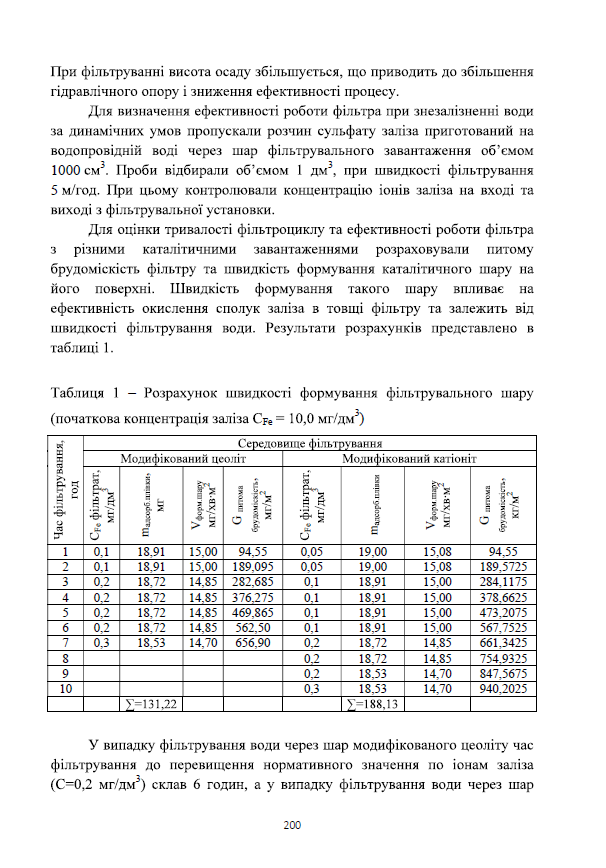 При фільтруванні висота осаду збільшується, що приводить до збільшення
гідравлічного опору і зниження ефективності процесу.
Для визначення ефективності роботи фільтра при знезалізненні води
за динамічних умов пропускали розчин сульфату заліза приготований на
водопровідній воді через шар фільтрувального завантаження об’ємом
1000 см³. Проби відбирали об’ємом 1 дм³, при швидкості фільтрування
5 м/год. При цьому контролювали концентрацію іонів заліза на вході та
виході з фільтрувальної установки.
Для оцінки тривалості фільтроциклу та ефективності роботи фільтра
з різними каталітичними завантаженнями розраховували питому
брудомісткість фільтру та швидкість формування каталітичного шару на
його поверхні. Швидкість формування такого шару впливає на
ефективність окислення сполук заліза в товщі фільтру та залежить від
швидкості фільтрування води. Результати розрахунків представлено в
таблиці 1.
Таблиця 1 – Розрахунок швидкості формування фільтрувального шару
(початкова концентрація заліза CFe = 10,0 мг/дм³)
Час фільтрування, год
Середовище фільтрування
Модифікований цеоліт Модифікований катіоніт
CFe фільтрат, мг/дм³ mадсорб.плівки, мг Vформ.шару мг/хв·м² G питома брудомісткість, мг/м² CFe фільтрат, мг/дм³ mадсорб.плівки Vформ.шару мг/хв·м² G питома брудомісткість, кг/м²
1 0,1 18,91 15,00 94,55 0,05 19,00 15,08 94,55
2 0,1 18,91 15,00 189,095 0,05 19,00 15,08 189,5725
3 0,2 18,72 14,85 282,685 0,1 18,91 15,00 284,1175
4 0,2 18,72 14,85 376,275 0,1 18,91 15,00 378,6625
5 0,2 18,72 14,85 469,865 0,1 18,91 15,00 473,2075
6 0,2 18,72 14,85 562,50 0,1 18,91 15,00 567,7525
7 0,3 18,53 14,70 656,90 0,2 18,72 14,85 661,3425
8 0,2 18,72 14,85 754,9325
9 0,2 18,53 14,70 847,5675
10 0,3 18,53 14,70 940,2025
∑=131,22 ∑=188,13
У випадку фільтрування води через шар модифікованого цеоліту час
фільтрування до перевищення нормативного значення по іонам заліза
(С=0,2 мг/дм³) склав 6 годин, а у випадку фільтрування води через шар
200